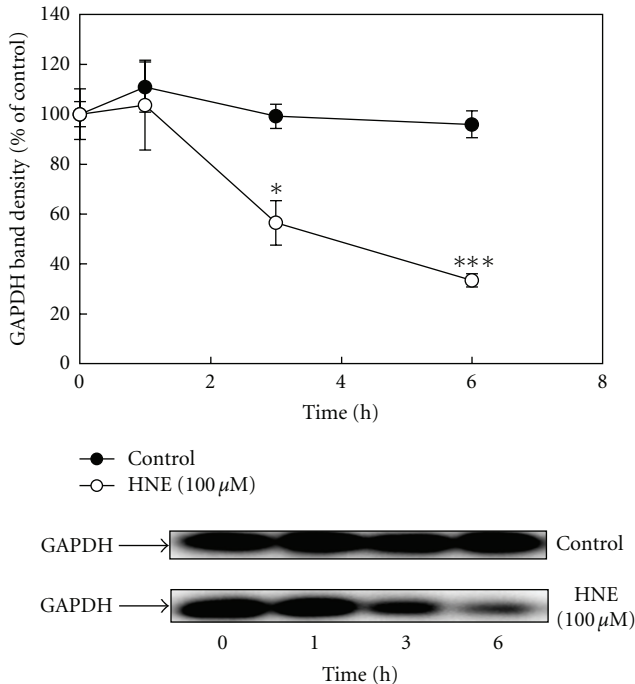 140
120
100
80
60
40
20
0
GAPDH band density (% of control)
*
***
0 2 4 6 8
Time (h)
Control
HNE (100 μM)
GAPDH Control
GAPDH HNE
(100 μM)
0 1 3 6
Time (h)